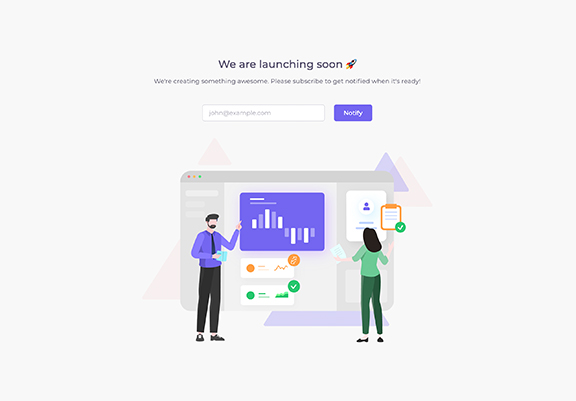 We are launching soon 🚀
We're creating something awesome. Please subscribe to get notified when it's ready!
john@example.com
Notify